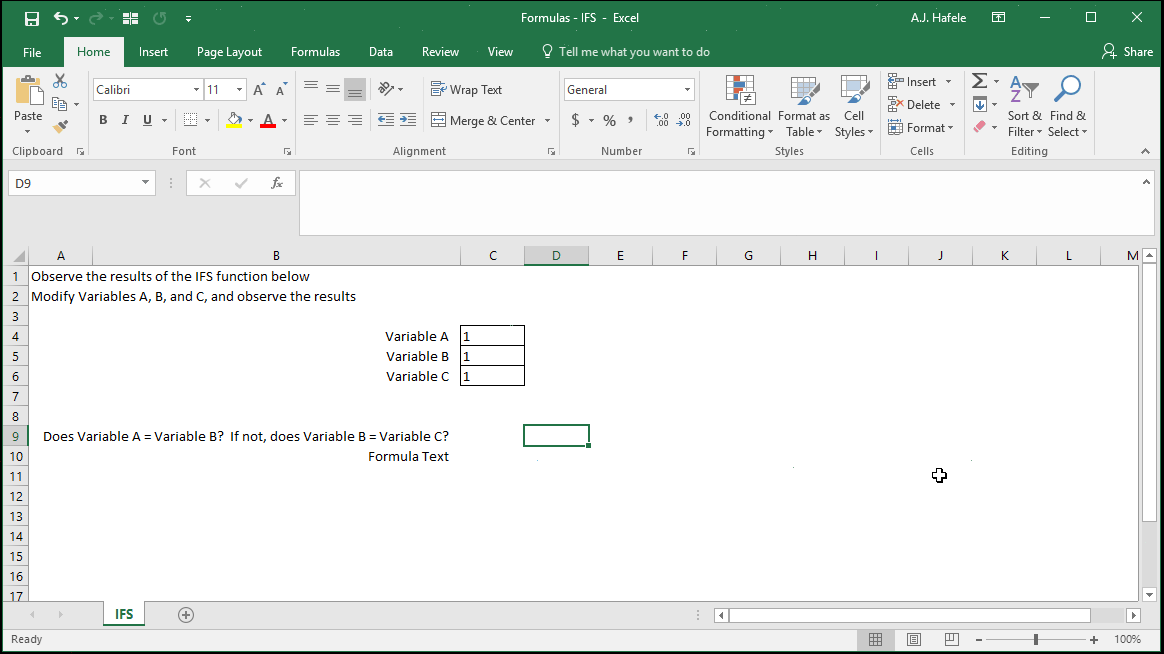 Formulas - IFS - Excel
A.J. Hafele
File Home Insert Page Layout Formulas Data Review View Tell me what you want to do Share
Paste
Calibri 11
B I U A
Wrap Text
Merge & Center
General
$ % ,
Conditional Formatting
Format as Table
Cell Styles
Insert
Delete
Format
Sort & Filter
Find & Select
Clipboard Font Alignment Number Styles Cells Editing
D9 fx
A B C D E F G H I J K L M
1 Observe the results of the IFS function below
2 Modify Variables A, B, and C, and observe the results
3
4 Variable A 1
5 Variable B 1
6 Variable C 1
7
8
9 Does Variable A = Variable B? If not, does Variable B = Variable C?
10 Formula Text
11
12
13
14
15
16
17
IFS
Ready 100%